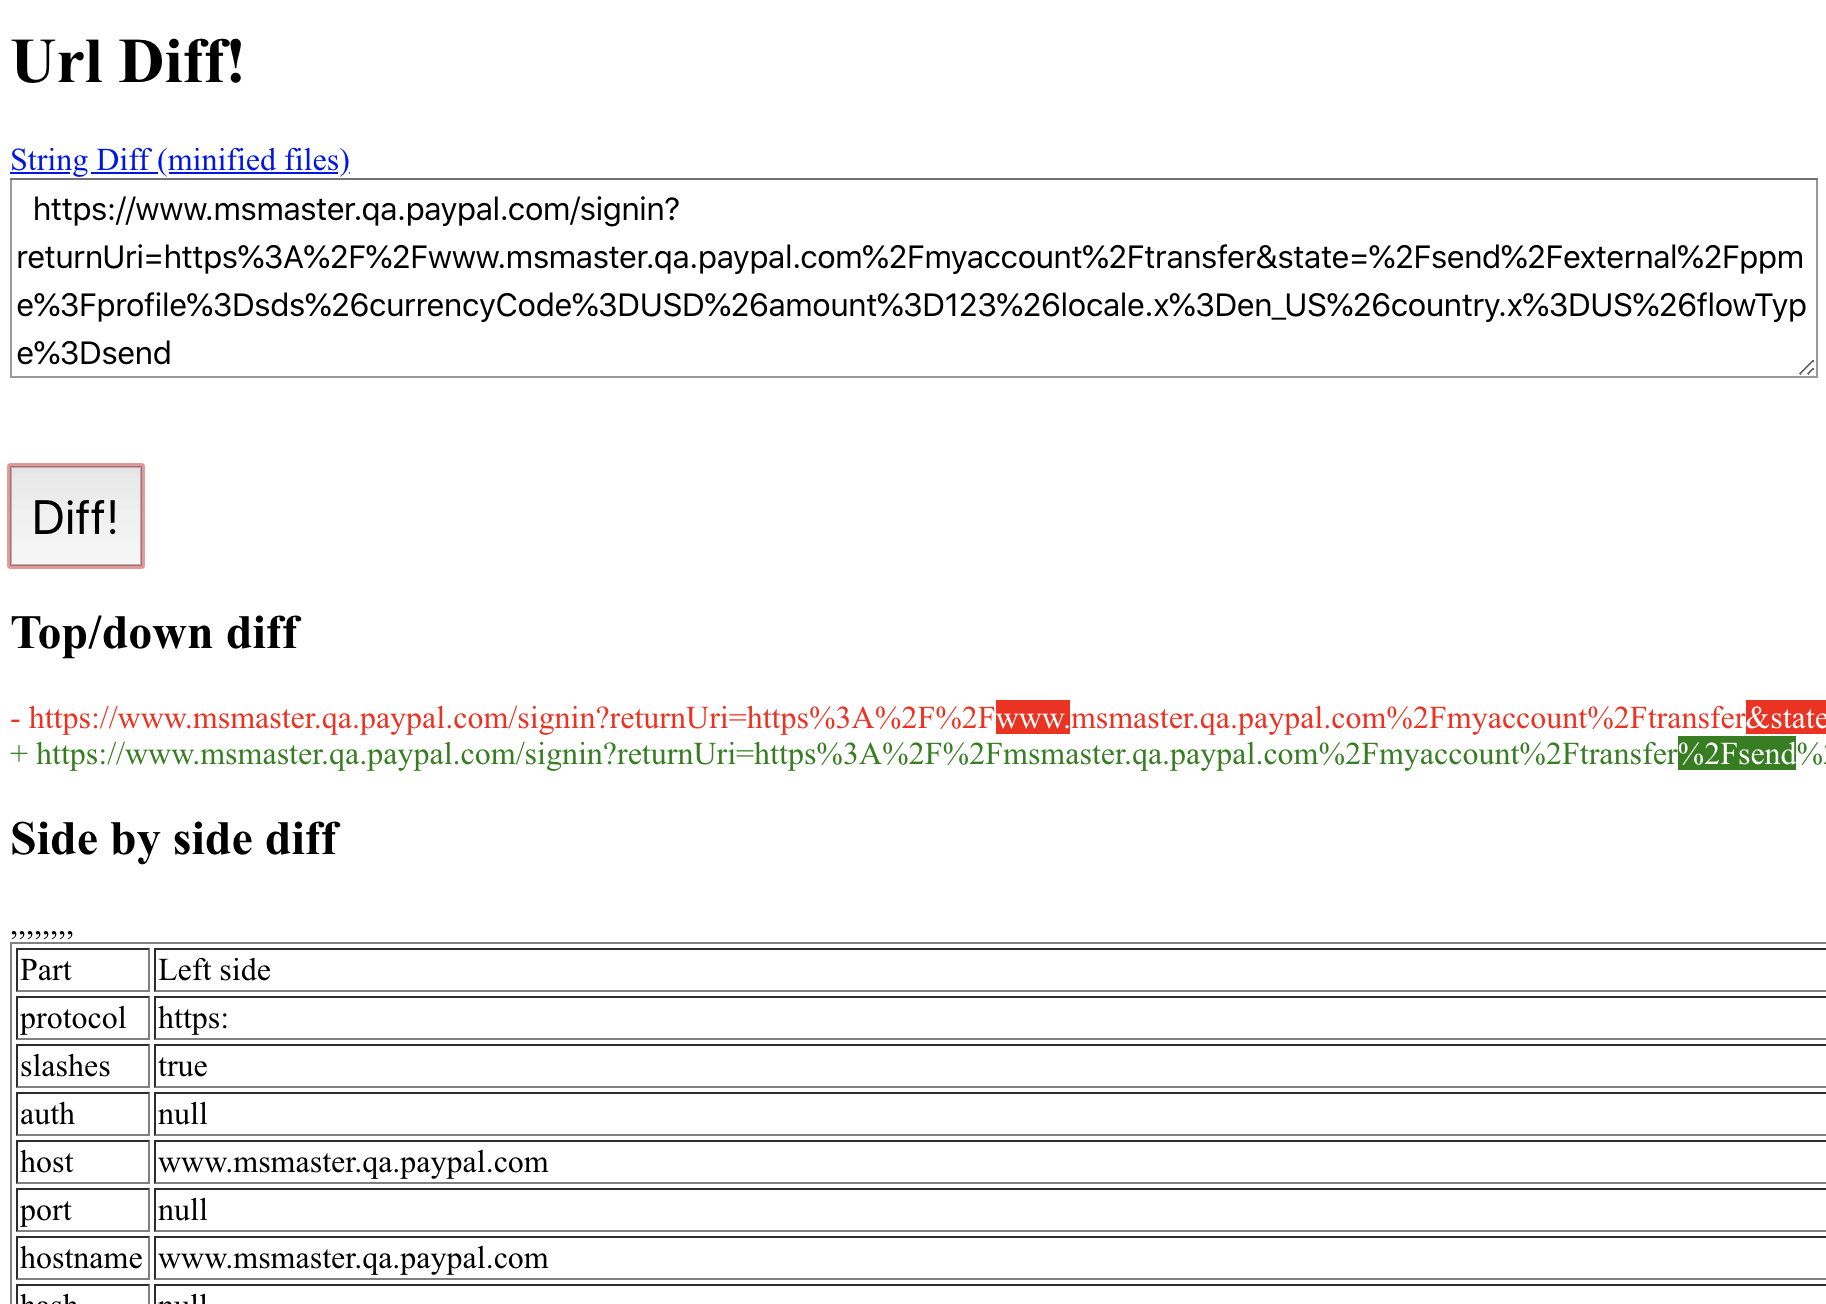 Url Diff!
String Diff (minified files)
https://www.msmaster.qa.paypal.com/signin?
returnUri=https%3A%2F%2Fwww.msmaster.qa.paypal.com%2Fmyaccount%2Ftransfer&state=%2Fsend%2Fexternal%2Fppm
e%3Fprofile%3Dsds%26currencyCode%3DUSD%26amount%3D123%26locale.x%3Den_US%26country.x%3DUS%26flowTyp
e%3Dsend
Diff!
Top/down diff
- https://www.msmaster.qa.paypal.com/signin?returnUri=https%3A%2F%2Fwww.msmaster.qa.paypal.com%2Fmyaccount%2Ftransfer&state
+ https://www.msmaster.qa.paypal.com/signin?returnUri=https%3A%2F%2Fmsmaster.qa.paypal.com%2Fmyaccount%2Ftransfer%2Fsend%2
Side by side diff
,,,,,,,,
Part Left side
protocol https:
slashes true
auth null
host www.msmaster.qa.paypal.com
port null
hostname www.msmaster.qa.paypal.com
hash null